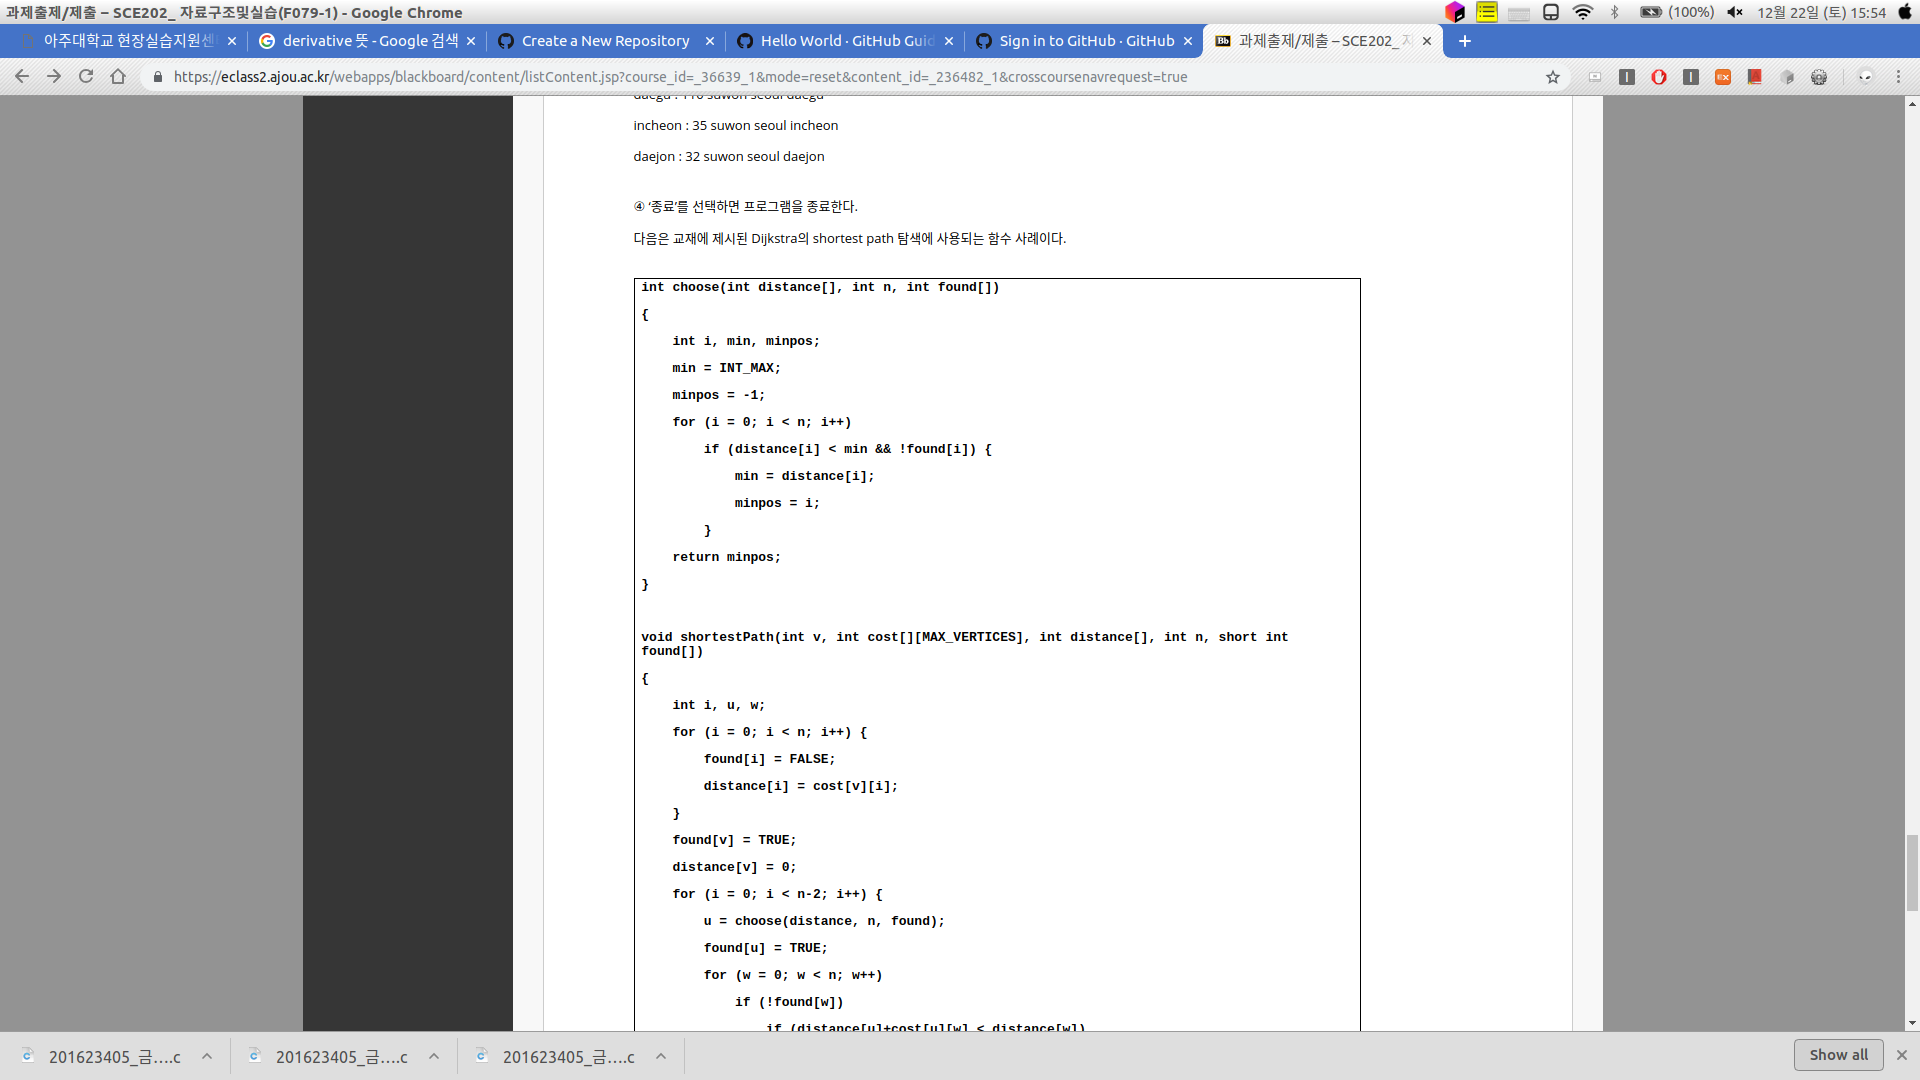 과제출제/제출 – SCE202_ 자료구조및실습(F079-1) - Google Chrome
(100%)
12월 22일 (토) 15:54
아주대학교 현장실습지원센
derivative 뜻 - Google 검색
Create a New Repository
Hello World · GitHub Guid
Sign in to GitHub · GitHub
Bb 과제출제/제출 – SCE202_
https://eclass2.ajou.ac.kr/webapps/blackboard/content/listContent.jsp?course_id=_36639_1&mode=reset&content_id=_236482_1&crosscoursenavrequest=true
daegu : 110 suwon seoul daegu
incheon : 35 suwon seoul incheon
daejon : 32 suwon seoul daejon
④ ‘종료’를 선택하면 프로그램을 종료한다.
다음은 교재에 제시된 Dijkstra의 shortest path 탐색에 사용되는 함수 사례이다.
int choose(int distance[], int n, int found[])
{
int i, min, minpos;
min = INT_MAX;
minpos = -1;
for (i = 0; i < n; i++)
if (distance[i] < min && !found[i]) {
min = distance[i];
minpos = i;
}
return minpos;
}
void shortestPath(int v, int cost[][MAX_VERTICES], int distance[], int n, short int
found[])
{
int i, u, w;
for (i = 0; i < n; i++) {
found[i] = FALSE;
distance[i] = cost[v][i];
}
found[v] = TRUE;
distance[v] = 0;
for (i = 0; i < n-2; i++) {
u = choose(distance, n, found);
found[u] = TRUE;
for (w = 0; w < n; w++)
if (!found[w])
if (distance[u]+cost[u][w] < distance[w])
201623405_금....c
201623405_금....c
201623405_금....c
Show all